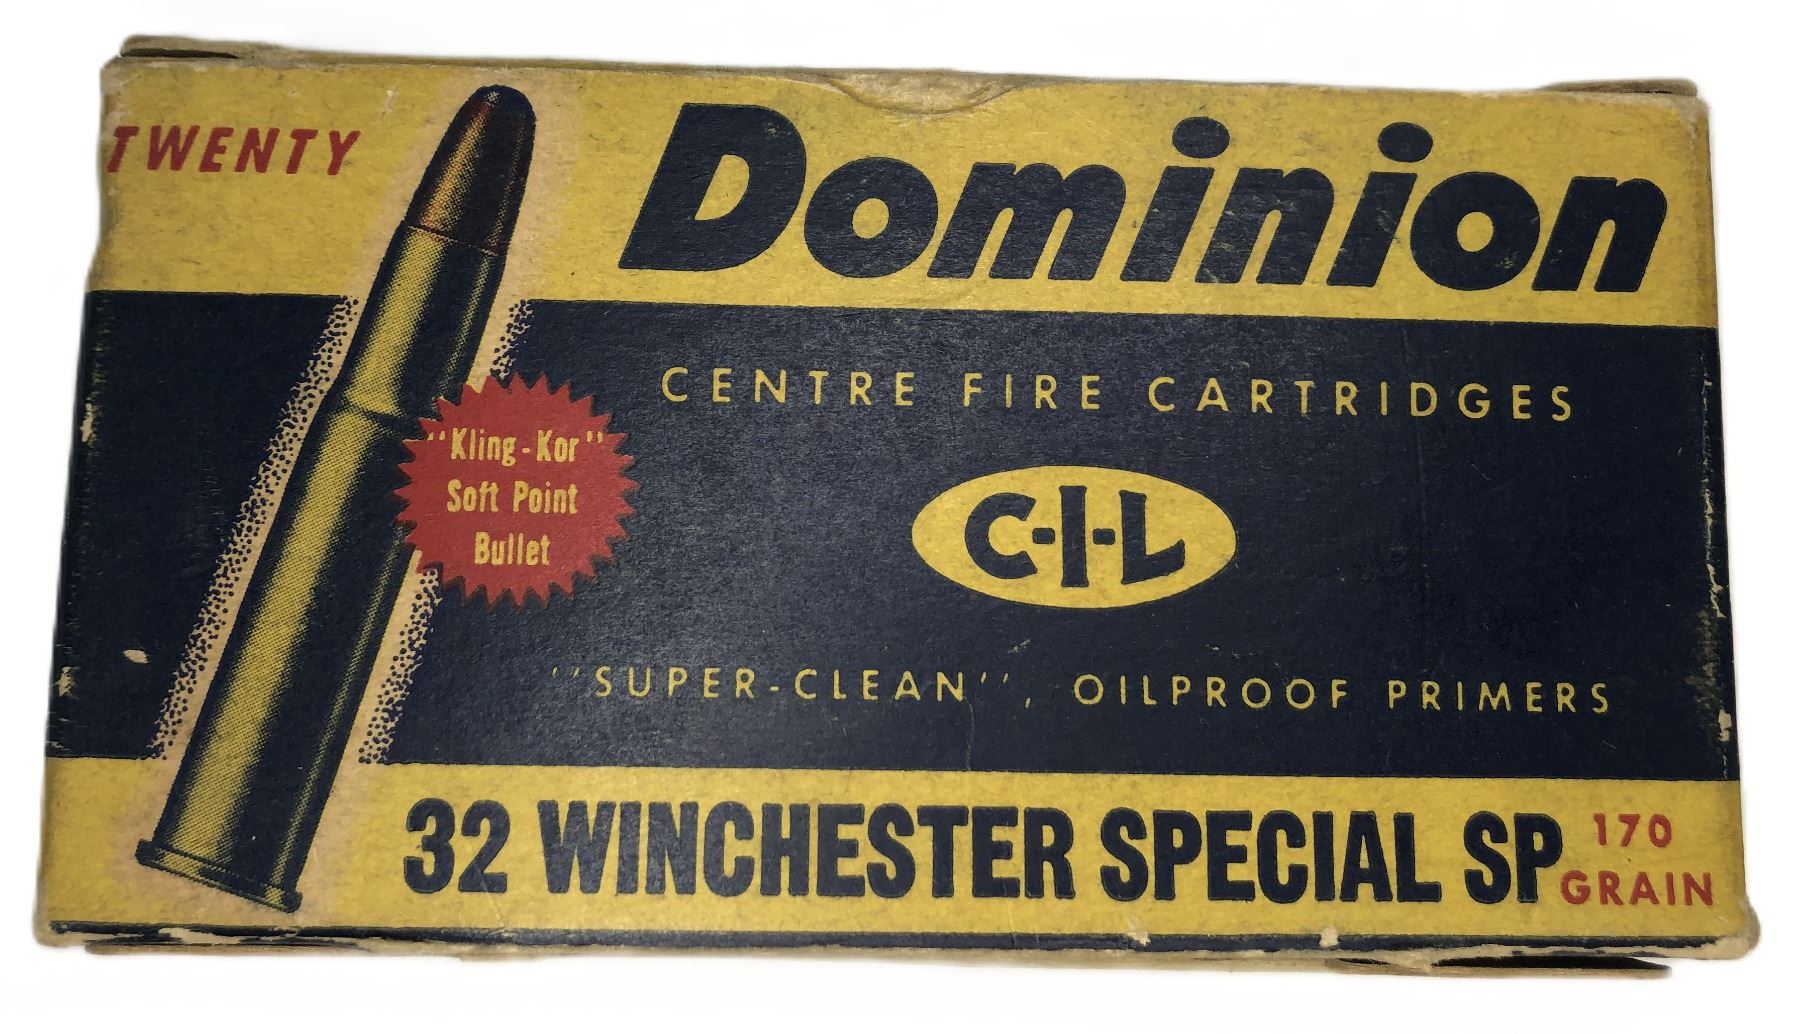 TWENTY
Dominion
CENTRE FIRE CARTRIDGES
"Kling-Kor"
Soft Point
Bullet
C-I-L
"SUPER-CLEAN", OILPROOF PRIMERS
32 WINCHESTER SPECIAL SP
170
GRAIN